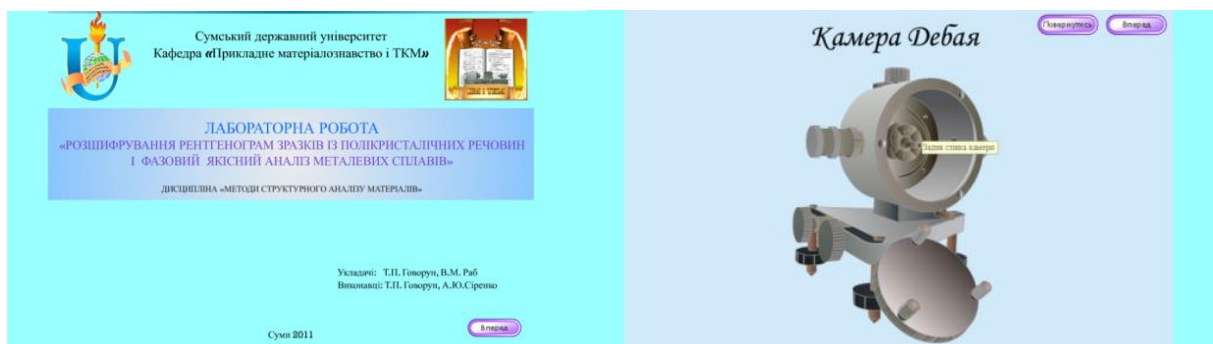 Сумський державний університет
Кафедра «Прикладне матеріалознавство і ТКМ»
ПМ і ТКМ
ЛАБОРАТОРНА РОБОТА
«РОЗШИФРУВАННЯ РЕНТГЕНОГРАМ ЗРАЗКІВ ІЗ ПОЛІКРИСТАЛІЧНИХ РЕЧОВИН
І ФАЗОВИЙ ЯКІСНИЙ АНАЛІЗ МЕТАЛЕВИХ СПЛАВІВ»
ДИСЦИПЛІНА «МЕТОДИ СТРУКТУРНОГО АНАЛІЗУ МАТЕРІАЛІВ»
Укладачі: Т.П. Говорун, В.М. Раб
Виконавці: Т.П. Говорун, А.Ю.Сіренко
Суми 2011
Вперед
Камера Дебая
Повернутись
Вперед
Задня стінка камери